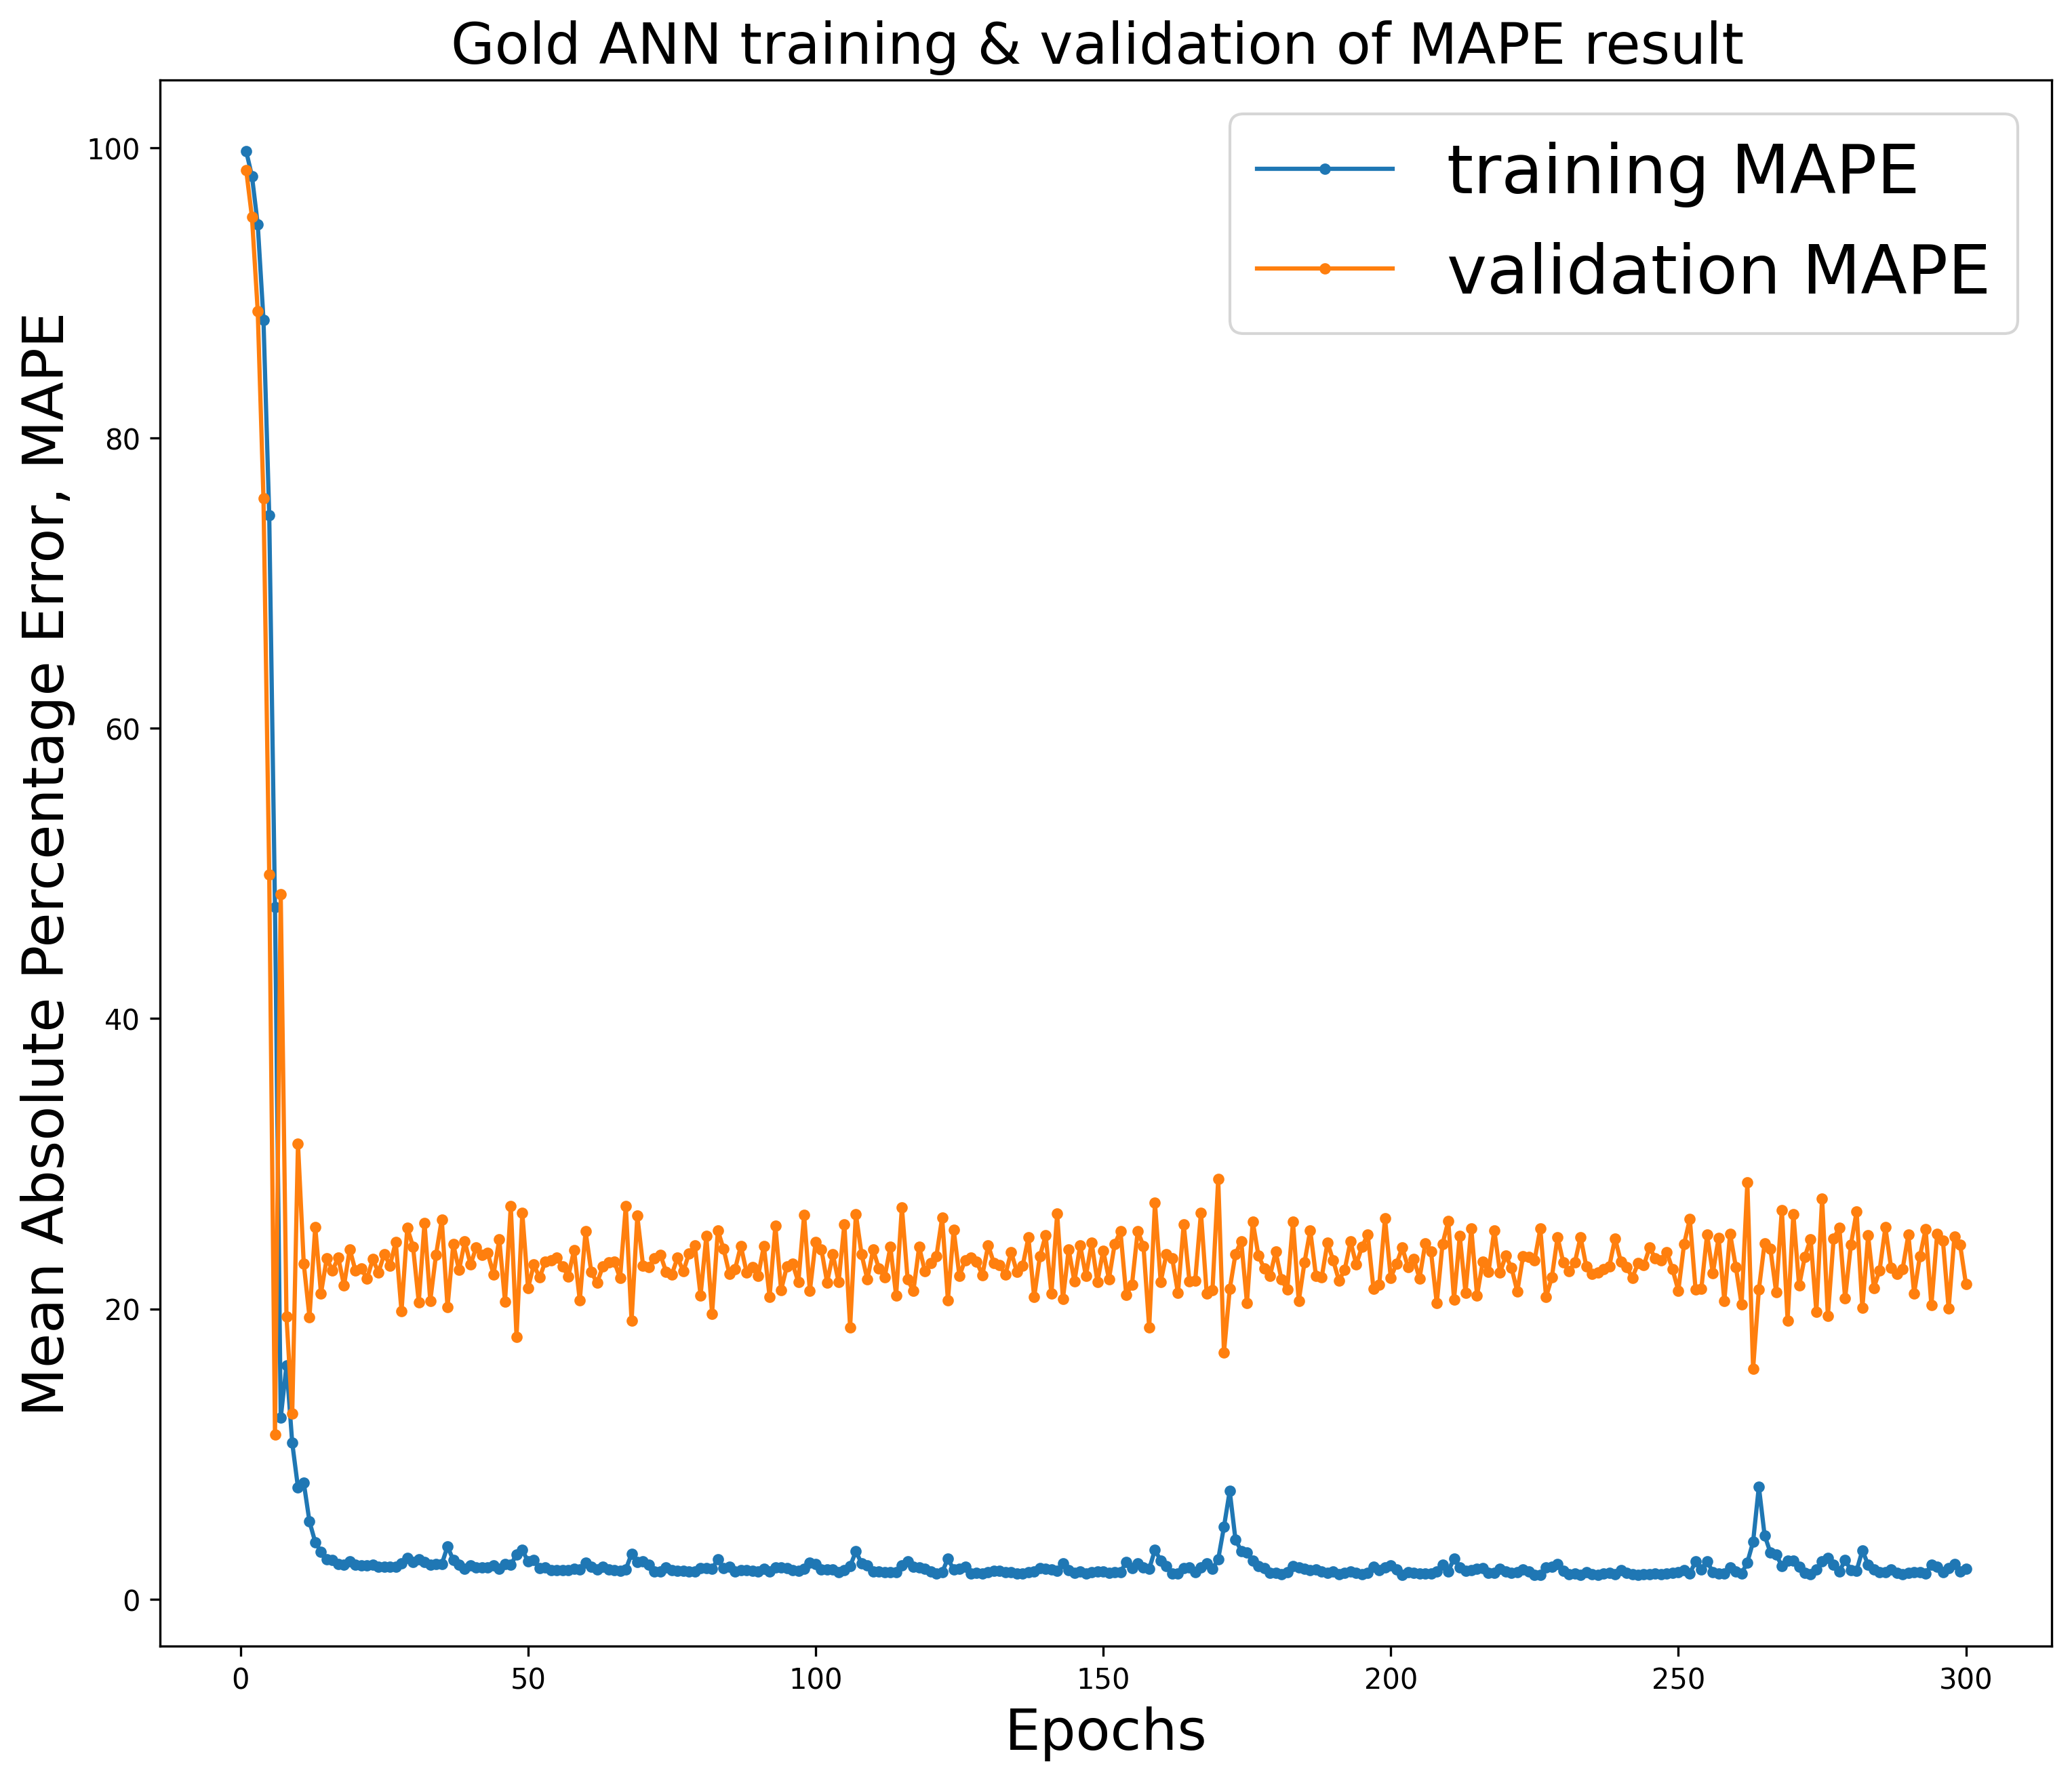 Gold ANN training & validation of MAPE result
training MAPE
validation MAPE
Mean Absolute Percentage Error, MAPE
100
80
60
40
20
0
0 50 100 150 200 250 300
Epochs